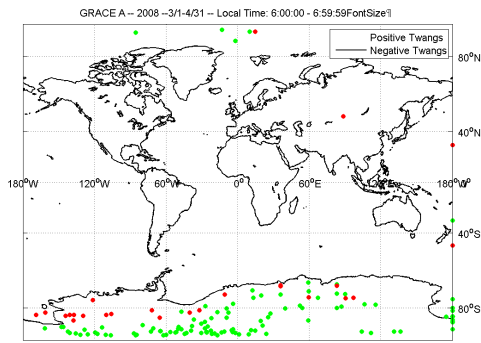 GRACE A -- 2008 --3/1-4/31 -- Local Time: 6:00:00 - 6:59:59FontSize¶
Positive Twangs
Negative Twangs
80°N
40°N
180°W 120°W 60°W 0° 60°E 120°E 180°W
40°S
80°S